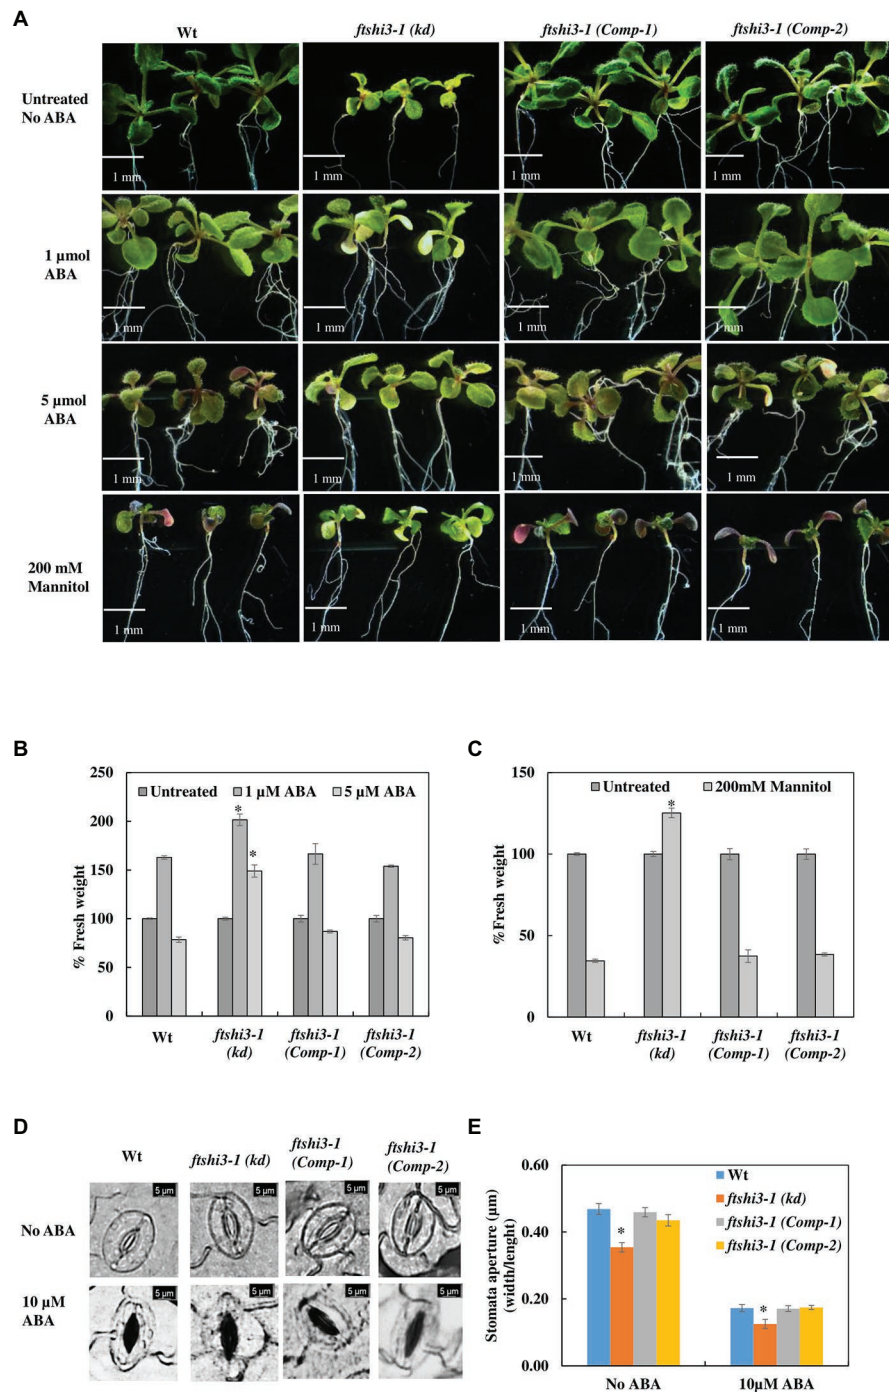 A
Wt
ftshi3-1 (kd)
ftshi3-1 (Comp-1)
ftshi3-1 (Comp-2)
Untreated
No ABA
1 mm
1 mm
1 mm
1 mm
1 µmol
ABA
1 mm
1 mm
1 mm
1 mm
5 µmol
ABA
1 mm
1 mm
1 mm
1 mm
200 mM
Mannitol
1 mm
1 mm
1 mm
1 mm
B
% Fresh weight
250
200
150
100
50
0
Untreated
1 µM ABA
5 µM ABA
*
*
Wt
ftshi3-1
(kd)
ftshi3-1
(Comp-1)
ftshi3-1
(Comp-2)
C
% Fresh weight
150
100
50
0
Untreated
200mM Mannitol
*
Wt
ftshi3-1
(kd)
ftshi3-1
(Comp-1)
ftshi3-1
(Comp-2)
D
Wt
ftshi3-1 (kd)
ftshi3-1
(Comp-1)
ftshi3-1
(Comp-2)
No ABA
5 µm
5 µm
5 µm
5 µm
10 µM
ABA
5 µm
5 µm
5 µm
5 µm
E
Stomata aperture (µm)
(width/lenght)
0.60
0.40
0.20
0.00
Wt
ftshi3-1 (kd)
ftshi3-1 (Comp-1)
ftshi3-1 (Comp-2)
*
*
No ABA
10µM ABA